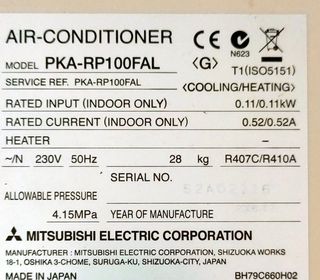 AIR-CONDITIONER
MODEL PKA-RP100FAL
SERVICE REF. PKA-RP100FAL
CE N623
<G> T1(ISO5151)
<COOLING/HEATING>
RATED INPUT (INDOOR ONLY) 0.11/0.11kW
RATED CURRENT (INDOOR ONLY) 0.52/0.52A
HEATER –
~/N 230V 50Hz 28 kg R407C/R410A
SERIAL NO.
ALLOWABLE PRESSURE
4.15MPa YEAR OF MANUFACTURE
MITSUBISHI ELECTRIC CORPORATION
MANUFACTURER : MITSUBISHI ELECTRIC CORPORATION, SHIZUOKA WORKS
18-1, OSHIKA 3-CHOME, SURUGA-KU, SHIZUOKA-CITY, JAPAN
MADE IN JAPAN BH79C660H02